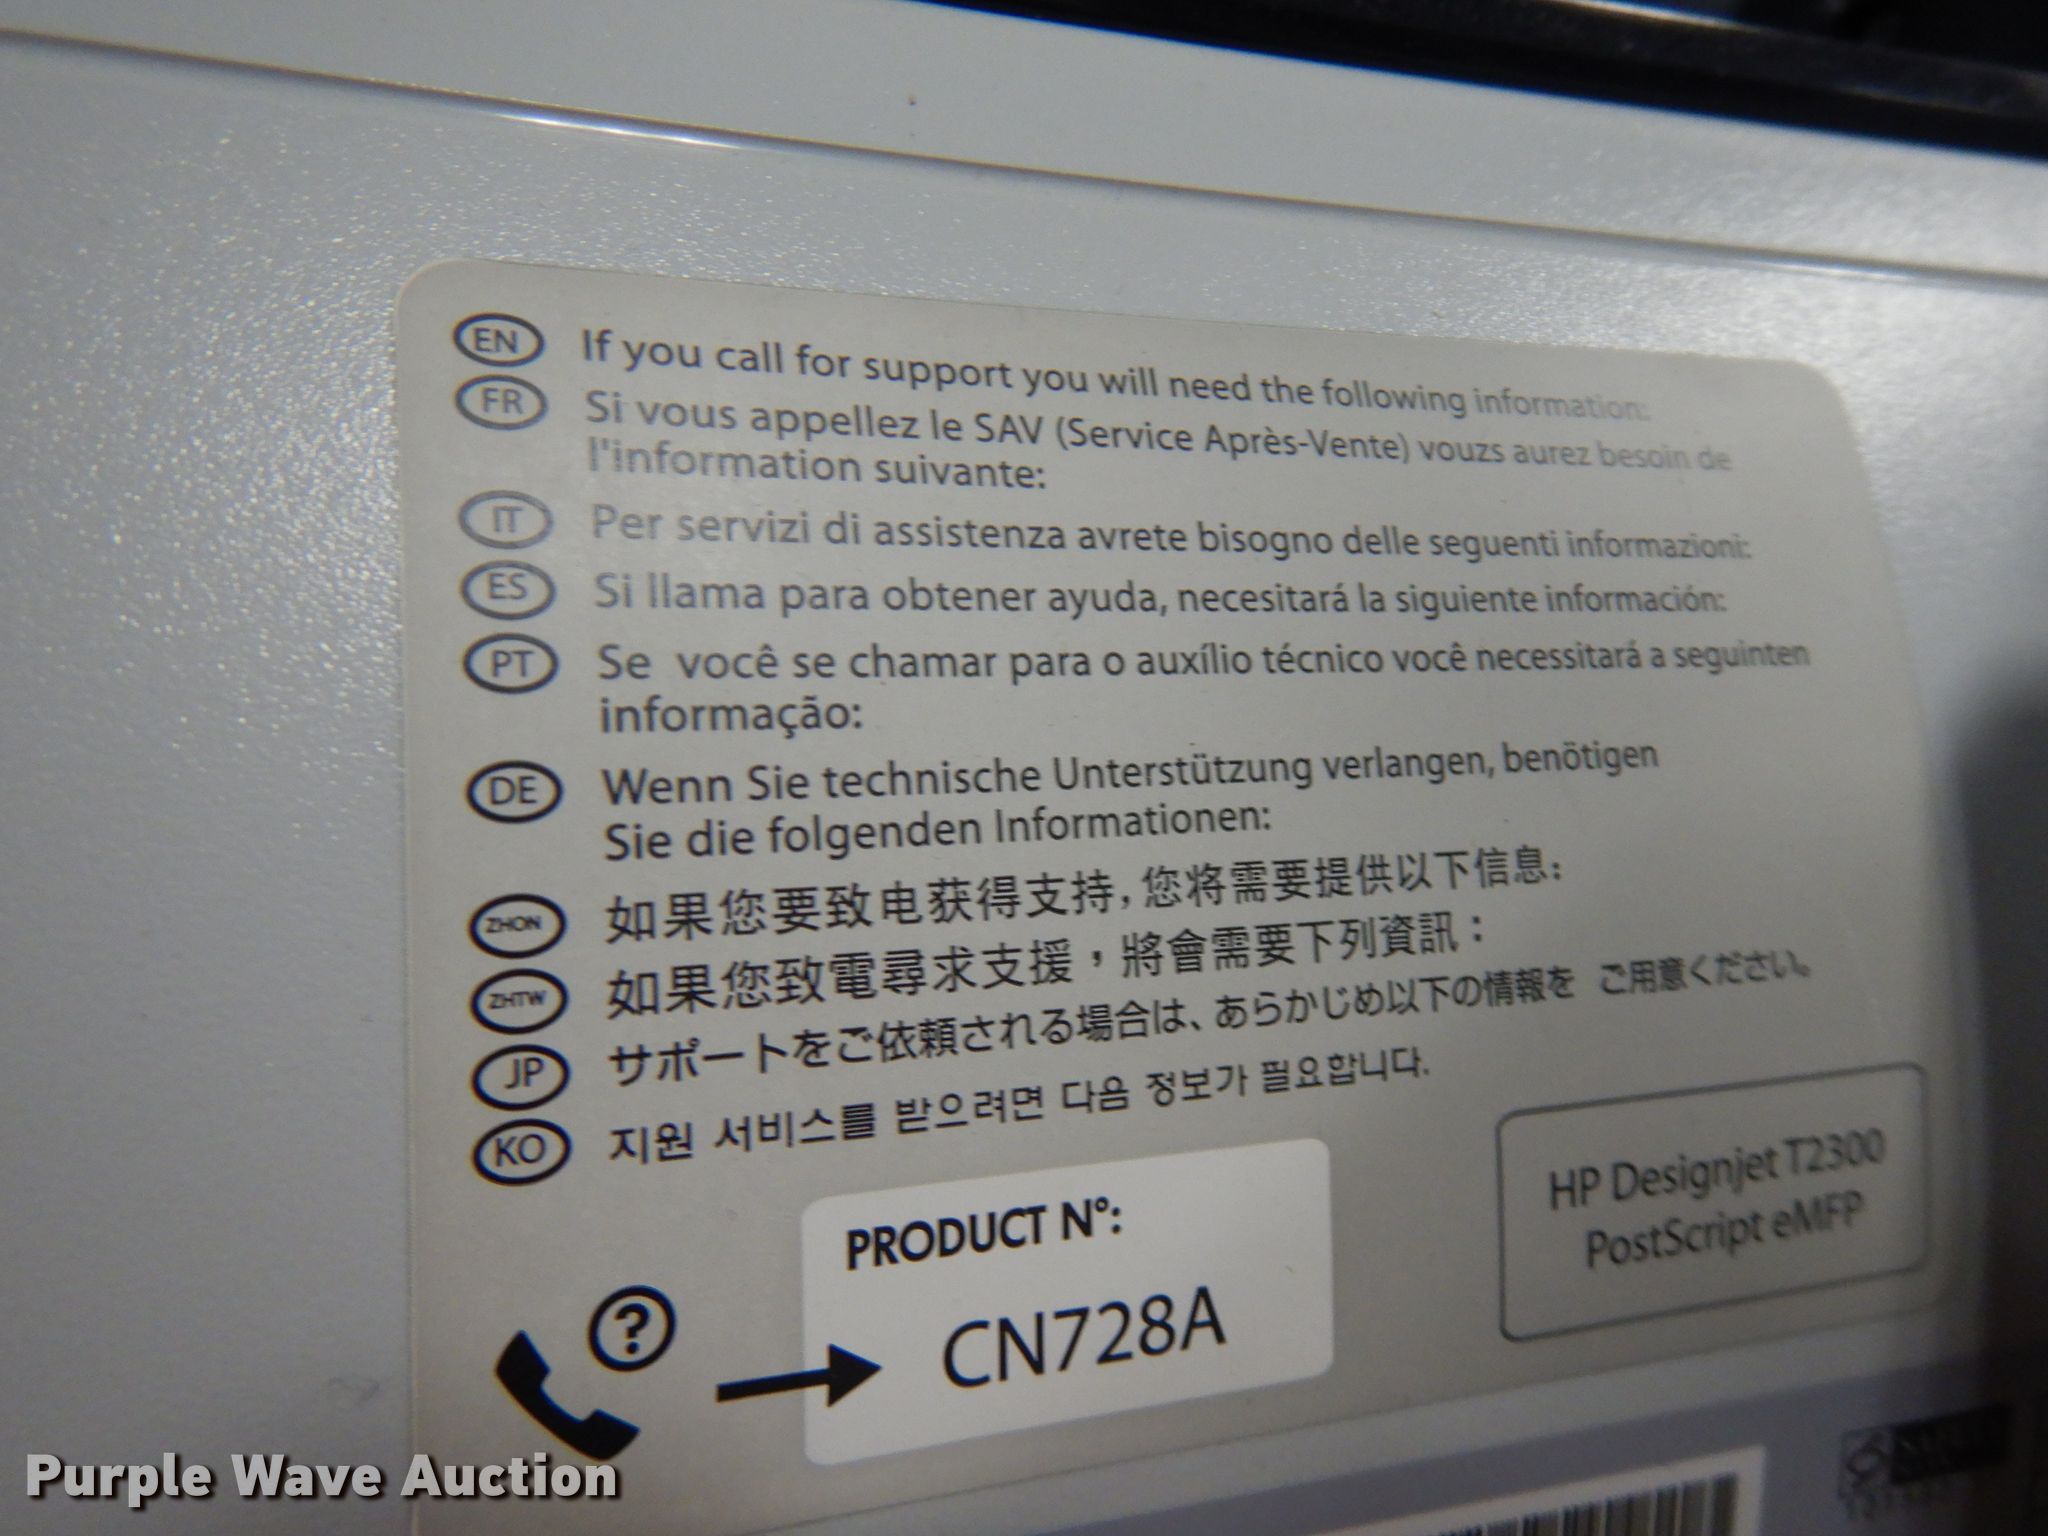 EN If you call for support you will need the following information:
FR Si vous appellez le SAV (Service Après-Vente) vouzs aurez besoin de
l'information suivante:
IT Per servizi di assistenza avrete bisogno delle seguenti informazioni:
ES Si llama para obtener ayuda, necesitará la siguiente información:
PT Se você se chamar para o auxílio técnico você necessitará a seguinten
informação:
DE Wenn Sie technische Unterstützung verlangen, benötigen
Sie die folgenden Informationen:
ZHCN 如果您要致电获得支持，您将需要提供以下信息：
ZHTW 如果您致電尋求支援，將會需要下列資訊：
JP サポートをご依頼される場合は、あらかじめ以下の情報を ご用意ください。
KO 지원 서비스를 받으려면 다음 정보가 필요합니다.
HP Designjet T2300
PostScript eMFP
PRODUCT N°:
?
CN728A
Purple Wave Auction